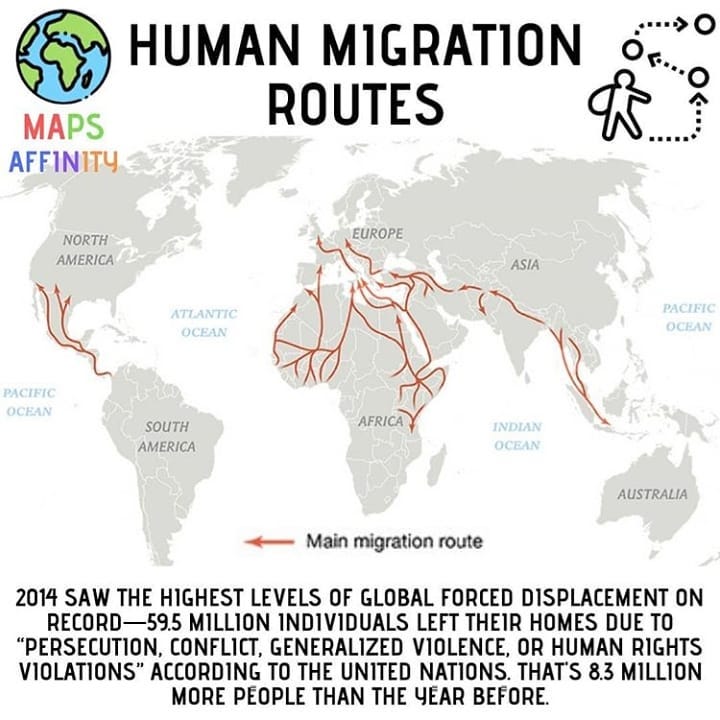 HUMAN MIGRATION
ROUTES
MAPS
AFFINITY
NORTH
AMERICA
EUROPE
ASIA
ATLANTIC
OCEAN
PACIFIC
OCEAN
PACIFIC
OCEAN
SOUTH
AMERICA
AFRICA
INDIAN
OCEAN
AUSTRALIA
Main migration route
2014 SAW THE HIGHEST LEVELS OF GLOBAL FORCED DISPLACEMENT ON
RECORD—59.5 MILLION INDIVIDUALS LEFT THEIR HOMES DUE TO
“PERSECUTION, CONFLICT, GENERALIZED VIOLENCE, OR HUMAN RIGHTS
VIOLATIONS” ACCORDING TO THE UNITED NATIONS. THAT'S 8.3 MILLION
MORE PEOPLE THAN THE YEAR BEFORE.